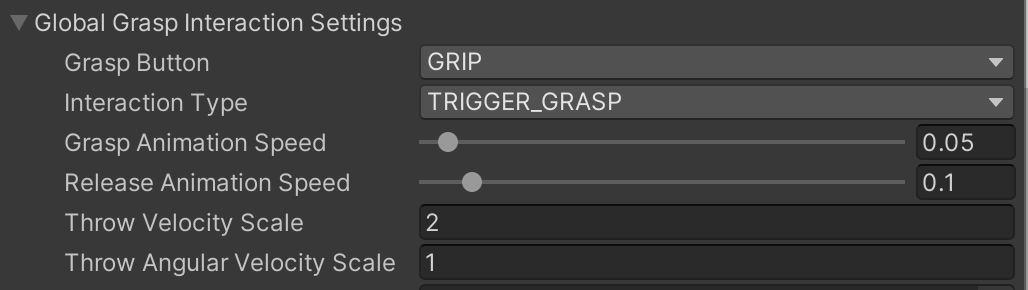 Global Grasp Interaction Settings
Grasp Button GRIP
Interaction Type TRIGGER_GRASP
Grasp Animation Speed 0.05
Release Animation Speed 0.1
Throw Velocity Scale 2
Throw Angular Velocity Scale 1